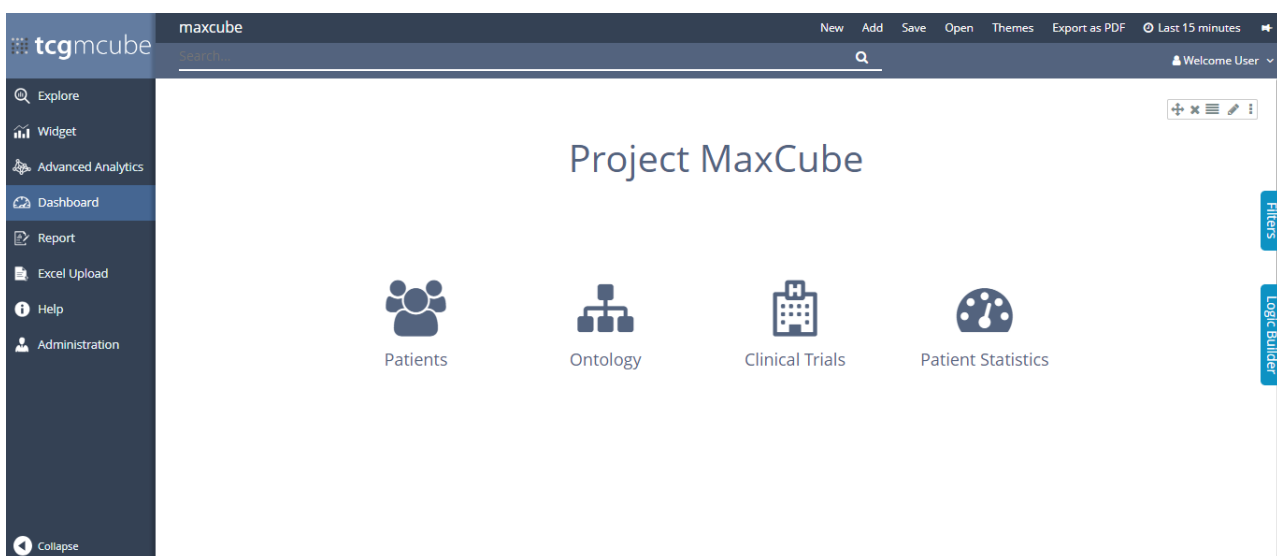 tcgmcube
maxcube
New Add Save Open Themes Export as PDF Last 15 minutes
Search...
Welcome User
Explore
Widget
Advanced Analytics
Dashboard
Report
Excel Upload
Help
Administration
Collapse
Project MaxCube
Patients Ontology Clinical Trials Patient Statistics
Filters
Logic Builder